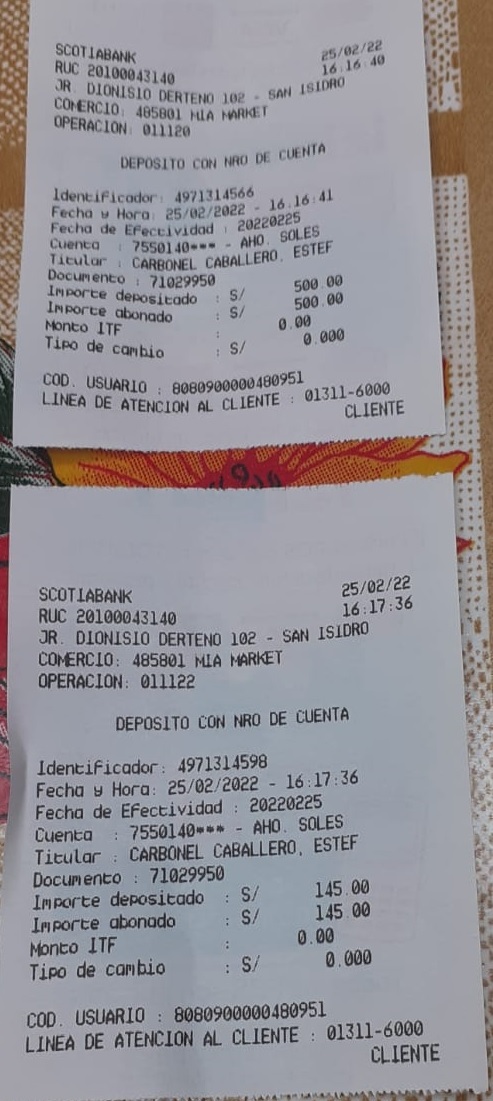 SCOTIABANK 25/02/22
RUC 20100043140 16:16:40
JR. DIONISIO DERTENO 102 - SAN ISIDRO
COMERCIO: 485801 MIA MARKET
OPERACION: 011120
DEPOSITO CON NRO DE CUENTA
Identificador: 4971314566
Fecha y Hora: 25/02/2022 - 16:16:41
Fecha de Efectividad : 20220225
Cuenta : 7550140*** - AHO. SOLES
Titular : CARBONEL CABALLERO, ESTEF
Documento : 71029950
Importe depositado : S/ 500.00
Importe abonado : S/ 500.00
Monto ITF : 0.00
Tipo de cambio : S/ 0.000
COD. USUARIO : 8080900000480951
LINEA DE ATENCION AL CLIENTE : 01311-6000
CLIENTE
SCOTIABANK 25/02/22
RUC 20100043140 16:17:36
JR. DIONISIO DERTENO 102 - SAN ISIDRO
COMERCIO: 485801 MIA MARKET
OPERACION: 011122
DEPOSITO CON NRO DE CUENTA
Identificador: 4971314598
Fecha y Hora: 25/02/2022 - 16:17:36
Fecha de Efectividad : 20220225
Cuenta : 7550140*** - AHO. SOLES
Titular : CARBONEL CABALLERO, ESTEF
Documento : 71029950
Importe depositado : S/ 145.00
Importe abonado : S/ 145.00
Monto ITF : 0.00
Tipo de cambio : S/ 0.000
COD. USUARIO : 8080900000480951
LINEA DE ATENCION AL CLIENTE : 01311-6000
CLIENTE